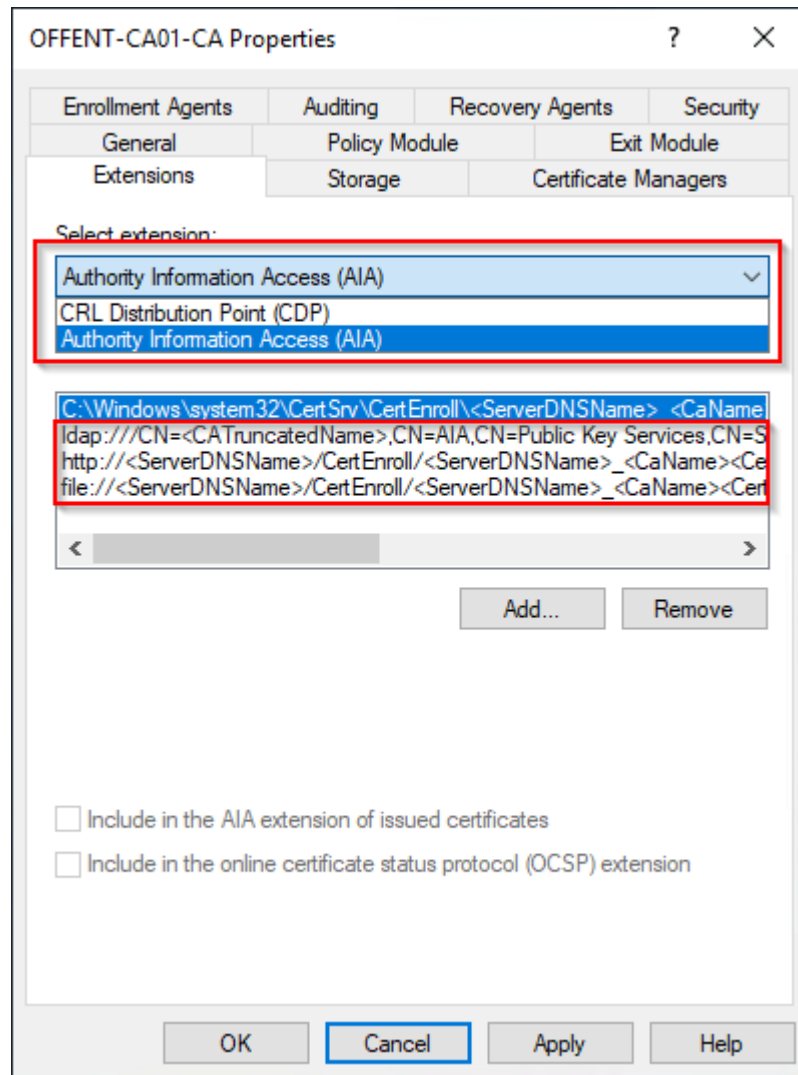 OFFENT-CA01-CA Properties ? ×
Enrollment Agents Auditing Recovery Agents Security
General Policy Module Exit Module
Extensions Storage Certificate Managers
Select extension:
Authority Information Access (AIA)
CRL Distribution Point (CDP)
Authority Information Access (AIA)
C:\Windows\system32\CertSrv\CertEnroll\<ServerDNSName>_<CaName
ldap:///CN=<CATruncatedName>,CN=AIA,CN=Public Key Services,CN=S
http://<ServerDNSName>/CertEnroll/<ServerDNSName>_<CaName><Ce
file://<ServerDNSName>/CertEnroll/<ServerDNSName>_<CaName><Cert
Add... Remove
Include in the AIA extension of issued certificates
Include in the online certificate status protocol (OCSP) extension
OK Cancel Apply Help